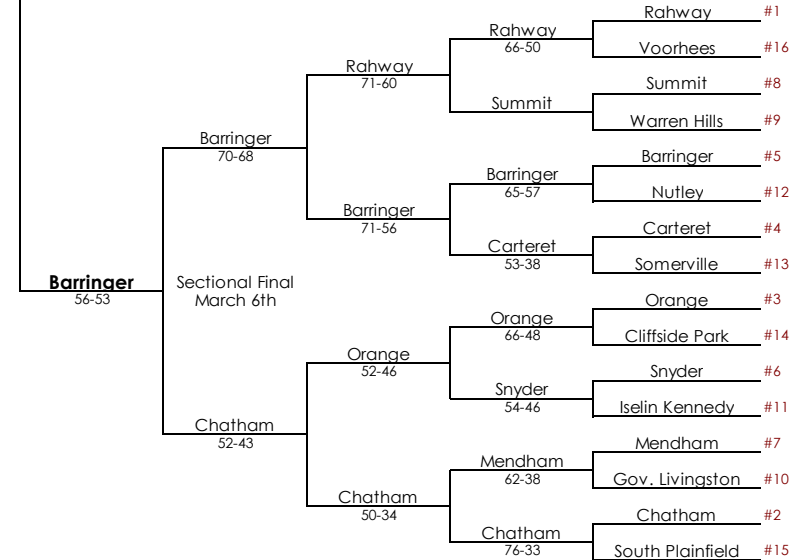 Rahway #1
Rahway
66-50
Voorhees #16
Rahway
71-60
Summit #8
Summit
Warren Hills #9
Barringer
70-68
Barringer #5
Barringer
65-57
Nutley #12
Barringer
71-56
Carteret #4
Carteret
53-38
Somerville #13
Barringer
56-53
Sectional Final
March 6th
Orange #3
Orange
66-48
Cliffside Park #14
Orange
52-46
Snyder #6
Snyder
54-46
Iselin Kennedy #11
Chatham
52-43
Mendham #7
Mendham
62-38
Gov. Livingston #10
Chatham
50-34
Chatham #2
Chatham
76-33
South Plainfield #15